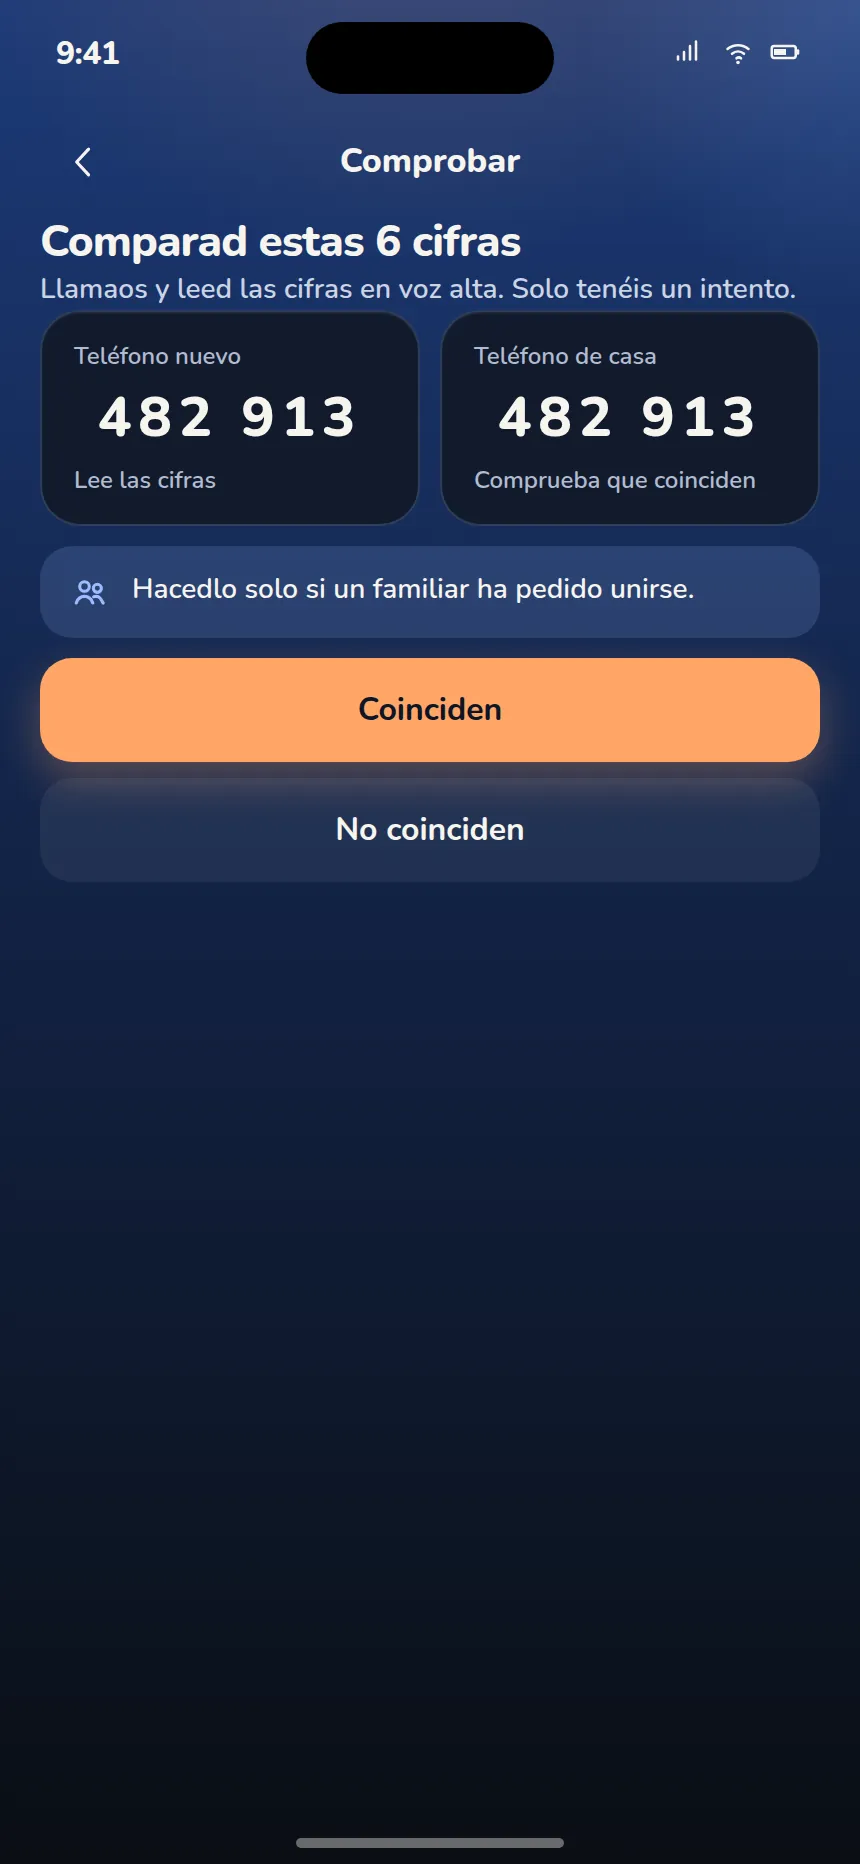 9:41
Comprobar
Comparad estas 6 cifras
Llamaos y leed las cifras en voz alta. Solo tenéis un intento.
Teléfono nuevo
482 913
Lee las cifras
Teléfono de casa
482 913
Comprueba que coinciden
Hacedlo solo si un familiar ha pedido unirse.
Coinciden
No coinciden